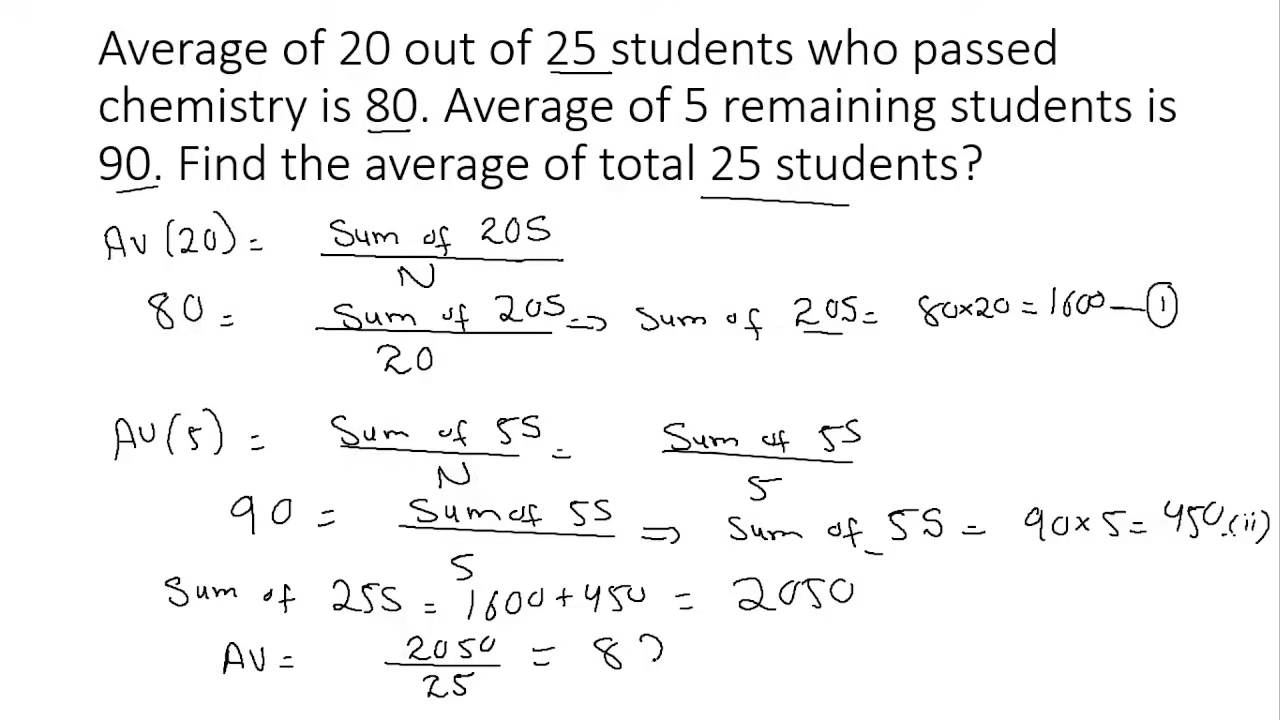 Average of 20 out of 25 students who passed
chemistry is 80. Average of 5 remaining students is
90. Find the average of total 25 students?
AV (20) = Sum of 20S / N
80 = Sum of 20S / 20 => Sum of 20S = 80×20 = 1600 — ①
AV (5) = Sum of 5S / N = Sum of 5S / 5
90 = Sum of 5S / 5 => Sum of 5S = 90×5 = 450 (ii)
Sum of 25S = 1600 + 450 = 2050
AV = 2050 / 25 = 8